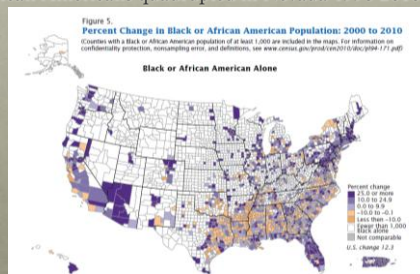 Figure 5.
Percent Change in Black or African American Population: 2000 to 2010
(Counties with a Black or African American population of at least 1,000 are included in the maps. For information on
confidentiality protection, nonsampling error, and definitions, see www.census.gov/prod/cen2010/doc/pl94-171.pdf)
Black or African American Alone
Percent change
25.0 or more
10.0 to 24.9
0.0 to 9.9
-10.0 to -0.1
Less than -10.0
Fewer than 1,000
Black alone
Not comparable
U.S. change 12.3